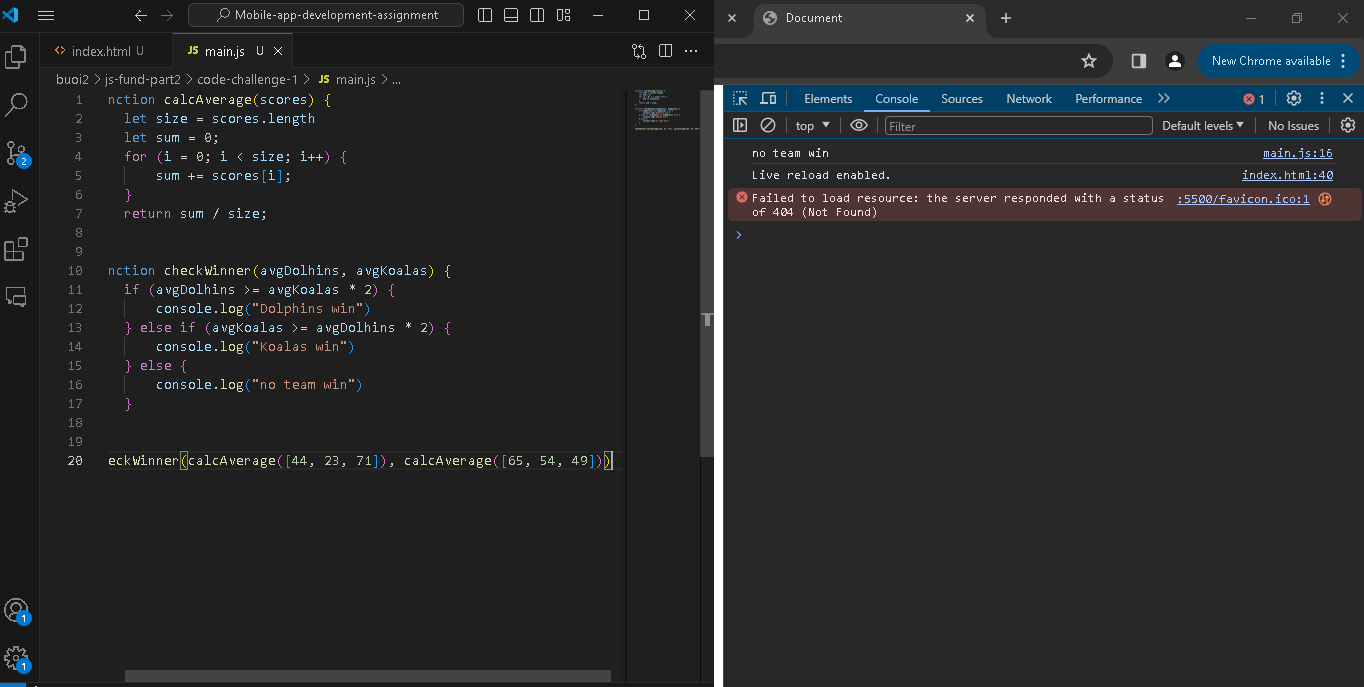 Mobile-app-development-assignment
index.html U
JS main.js U
buoi2 > js-fund-part2 > code-challenge-1 > JS main.js > ...
1 nction calcAverage(scores) {
2 let size = scores.length
3 let sum = 0;
4 for (i = 0; i < size; i++) {
5 sum += scores[i];
6 }
7 return sum / size;
8
9
10 nction checkWinner(avgDolhins, avgKoalas) {
11 if (avgDolhins >= avgKoalas * 2) {
12 console.log("Dolphins win")
13 } else if (avgKoalas >= avgDolhins * 2) {
14 console.log("Koalas win")
15 } else {
16 console.log("no team win")
17 }
18
19
20 eckWinner(calcAverage([44, 23, 71]), calcAverage([65, 54, 49]))
2
1
1
Document
New Chrome available
Elements Console Sources Network Performance 1
top Filter Default levels No Issues
no team win main.js:16
Live reload enabled. index.html:40
Failed to load resource: the server responded with a status :5500/favicon.ico:1
of 404 (Not Found)